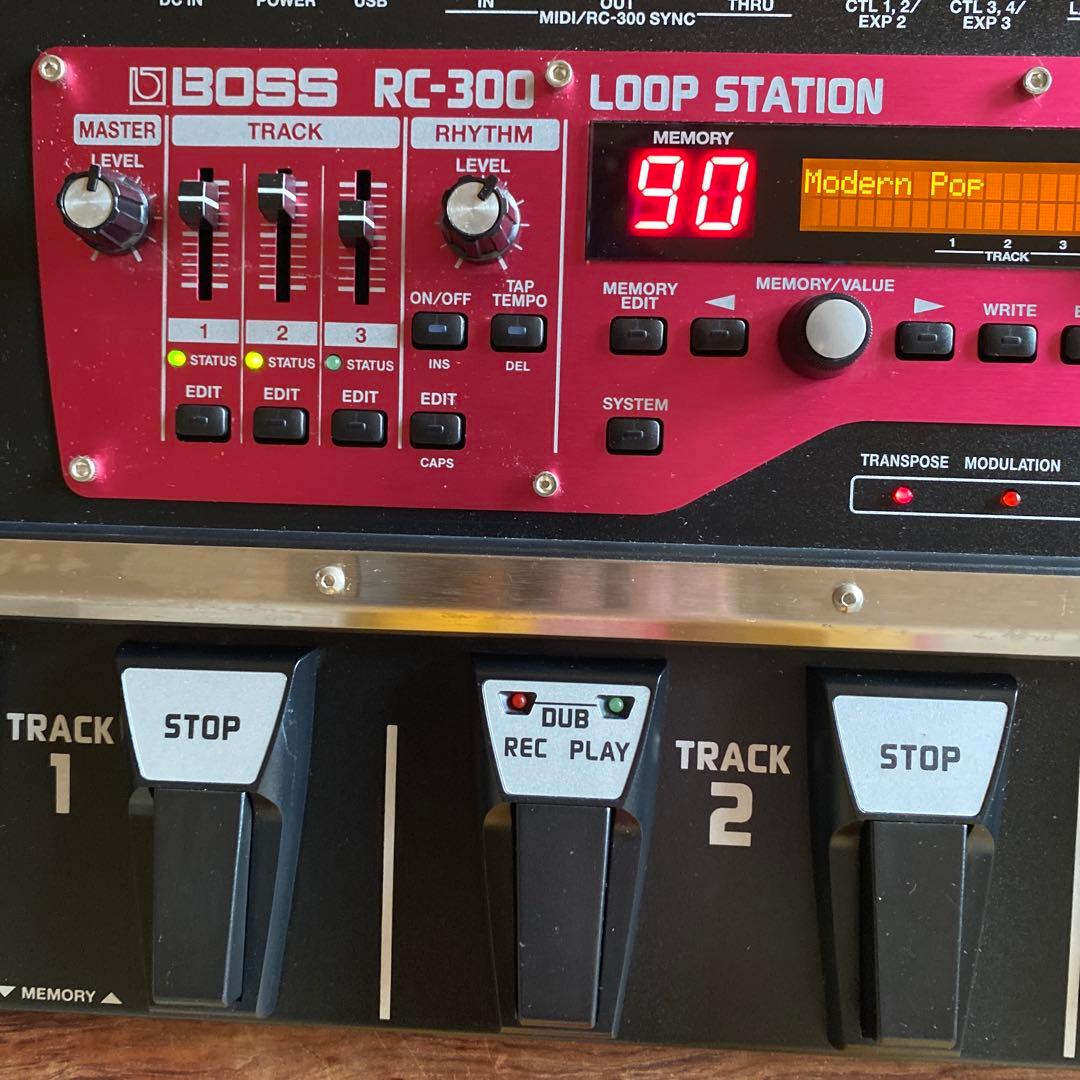 DC IN POWER USB IN OUT THRU CTL 1, 2/ CTL 3, 4/
MIDI/RC-300 SYNC EXP 2 EXP 3
BOSS RC-300 LOOP STATION
MASTER TRACK RHYTHM
LEVEL LEVEL
MEMORY
90
Modern Pop
1 2 3
TRACK
ON/OFF TAP
TEMPO
INS DEL
MEMORY
EDIT
MEMORY/VALUE
WRITE
1 2 3
STATUS STATUS STATUS
EDIT EDIT EDIT EDIT
CAPS
SYSTEM
TRANSPOSE MODULATION
TRACK
1
STOP
DUB
REC PLAY
TRACK
2
STOP
▼ MEMORY ▲